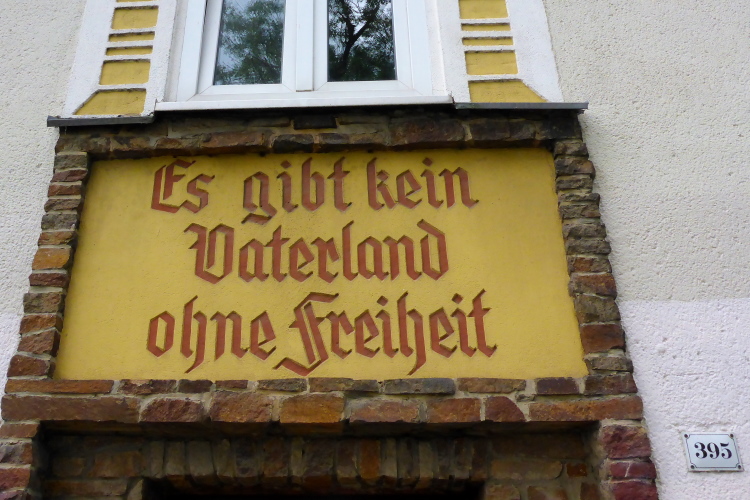 Es gibt kein
Vaterland
ohne Freiheit
395